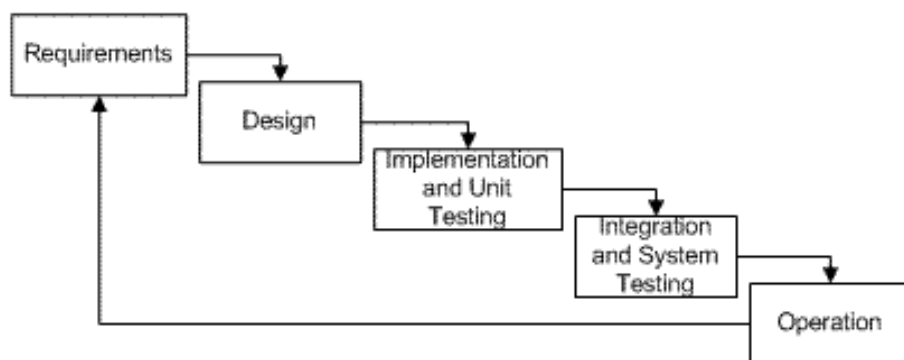 Requirements
Design
Implementation
and Unit
Testing
Integration
and System
Testing
Operation